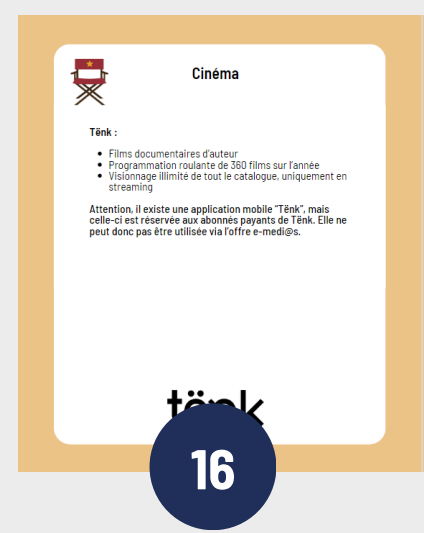 Cinéma
Tënk :
Films documentaires d'auteur
Programmation roulante de 360 films sur l'année
Visionnage illimité de tout le catalogue, uniquement en
streaming
Attention, il existe une application mobile "Tënk", mais
celle-ci est réservée aux abonnés payants de Tënk. Elle ne
peut donc pas être utilisée via l'offre e-medi@s.
tënk
16